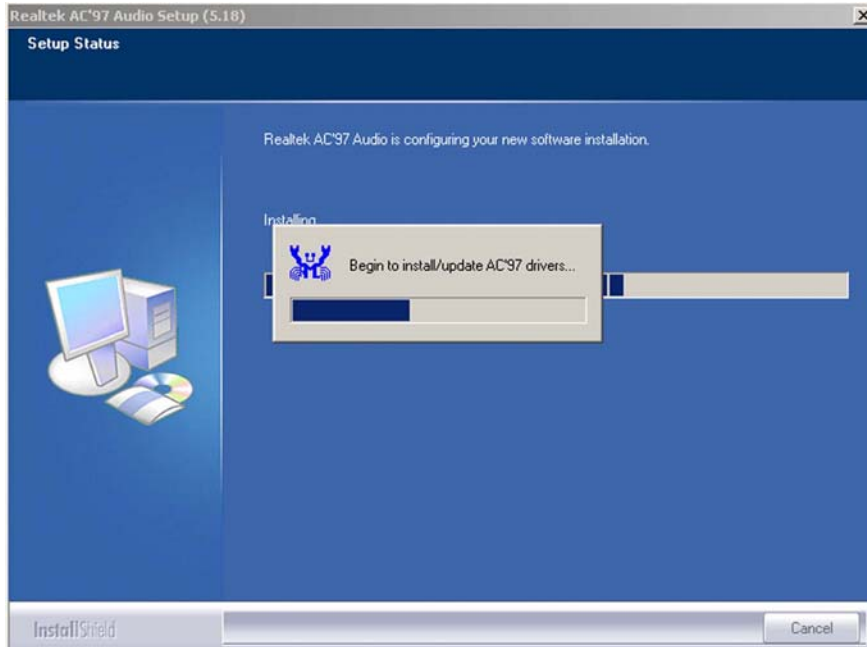 Realtek AC'97 Audio Setup (5.18)
Setup Status
Realtek AC'97 Audio is configuring your new software installation.
Installing
Begin to install/update AC'97 drivers...
InstallShield
Cancel